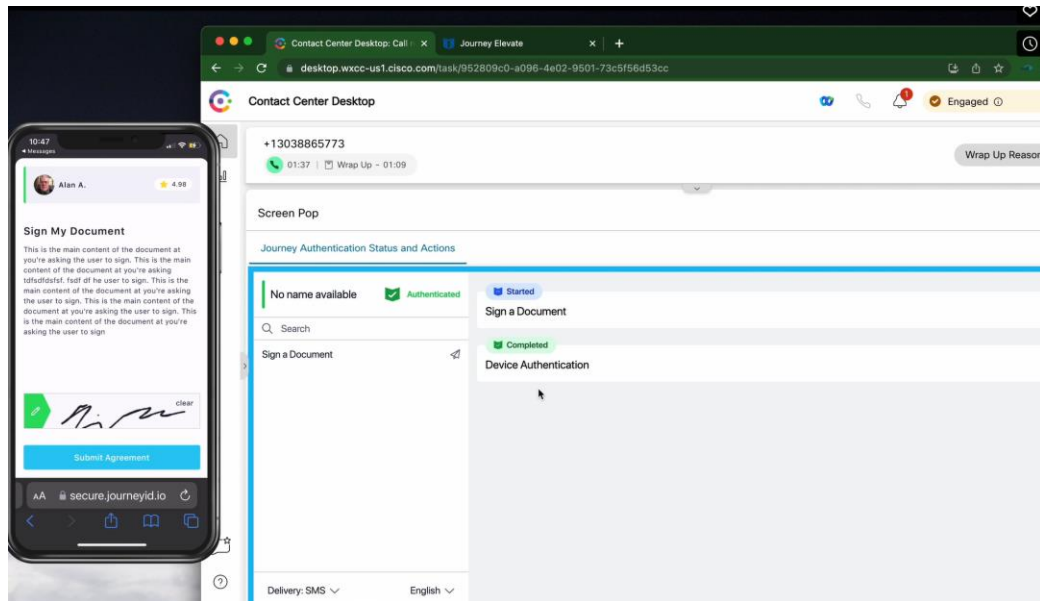 10:47
Messages
Alan A.
4.98
Sign My Document
This is the main content of the document at
you're asking the user to sign. This is the main
content of the document at you're asking
tdfsdfdsfsf. fsdf df he user to sign. This is the
main content of the document at you're asking
the user to sign. This is the main content of the
document at you're asking the user to sign. This
is the main content of the document at you're
asking the user to sign
clear
Submit Agreement
AA secure.journeyid.io
Contact Center Desktop: Call
Journey Elevate
desktop.wxcc-us1.cisco.com/task/952809c0-a096-4e02-9501-73c5f56d53cc
Contact Center Desktop
1
Engaged
+13038865773
01:37 | Wrap Up - 01:09
Wrap Up Reason
Screen Pop
Journey Authentication Status and Actions
No name available
Authenticated
Search
Sign a Document
Started
Sign a Document
Completed
Device Authentication
Delivery: SMS
English